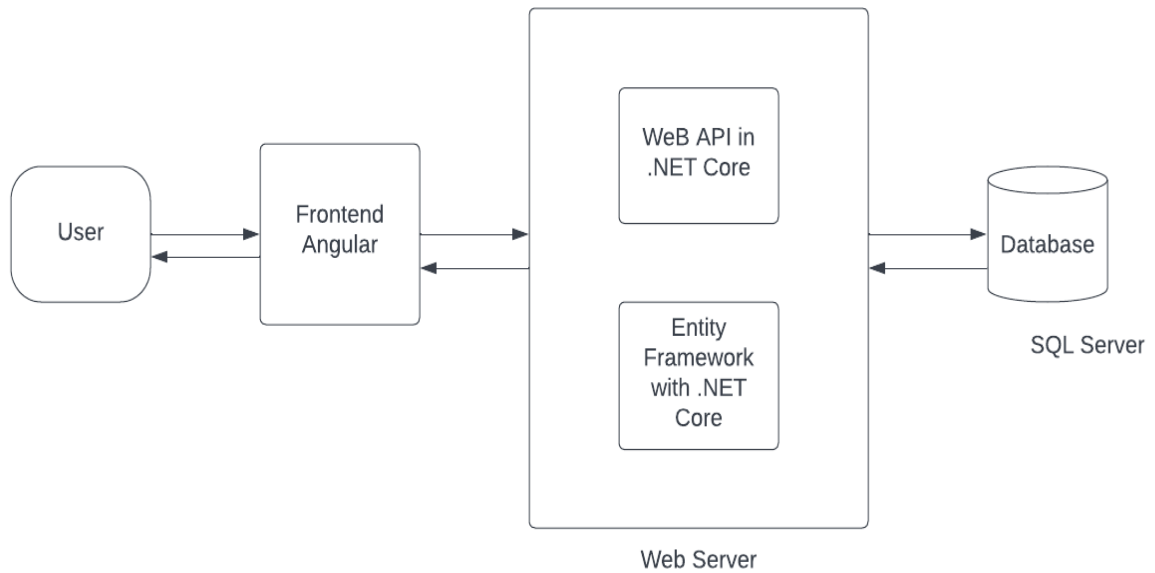 User
Frontend
Angular
WeB API in
.NET Core
Entity
Framework
with .NET
Core
Web Server
Database
SQL Server